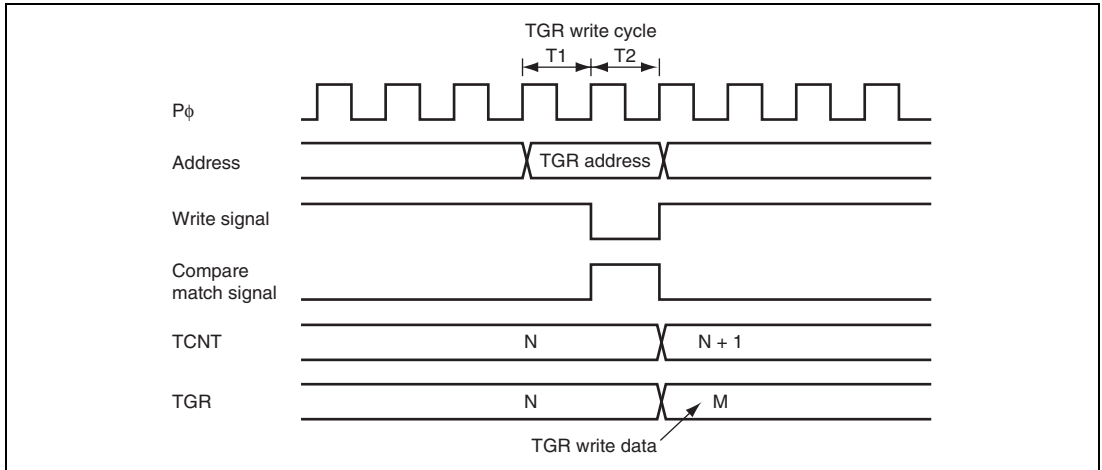 TGR write cycle
T1 T2
Pϕ
Address
TGR address
Write signal
Compare
match signal
TCNT
N
N + 1
TGR
N
M
TGR write data